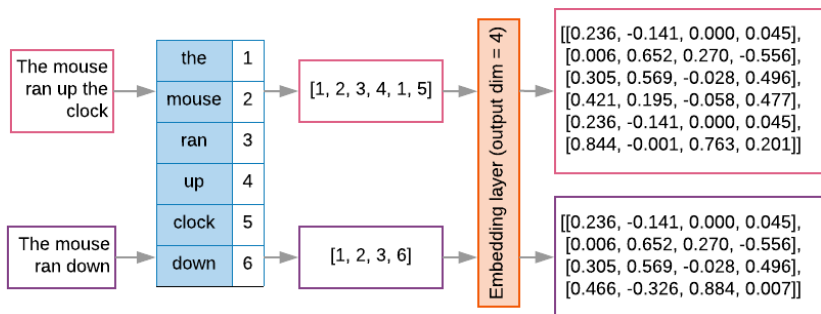 The mouse
ran up the
clock
The mouse
ran down
the 1
mouse 2
ran 3
up 4
clock 5
down 6
[1, 2, 3, 4, 1, 5]
[1, 2, 3, 6]
Embedding layer (output dim = 4)
[[0.236, -0.141, 0.000, 0.045],
[0.006, 0.652, 0.270, -0.556],
[0.305, 0.569, -0.028, 0.496],
[0.421, 0.195, -0.058, 0.477],
[0.236, -0.141, 0.000, 0.045],
[0.844, -0.001, 0.763, 0.201]]
[[0.236, -0.141, 0.000, 0.045],
[0.006, 0.652, 0.270, -0.556],
[0.305, 0.569, -0.028, 0.496],
[0.466, -0.326, 0.884, 0.007]]